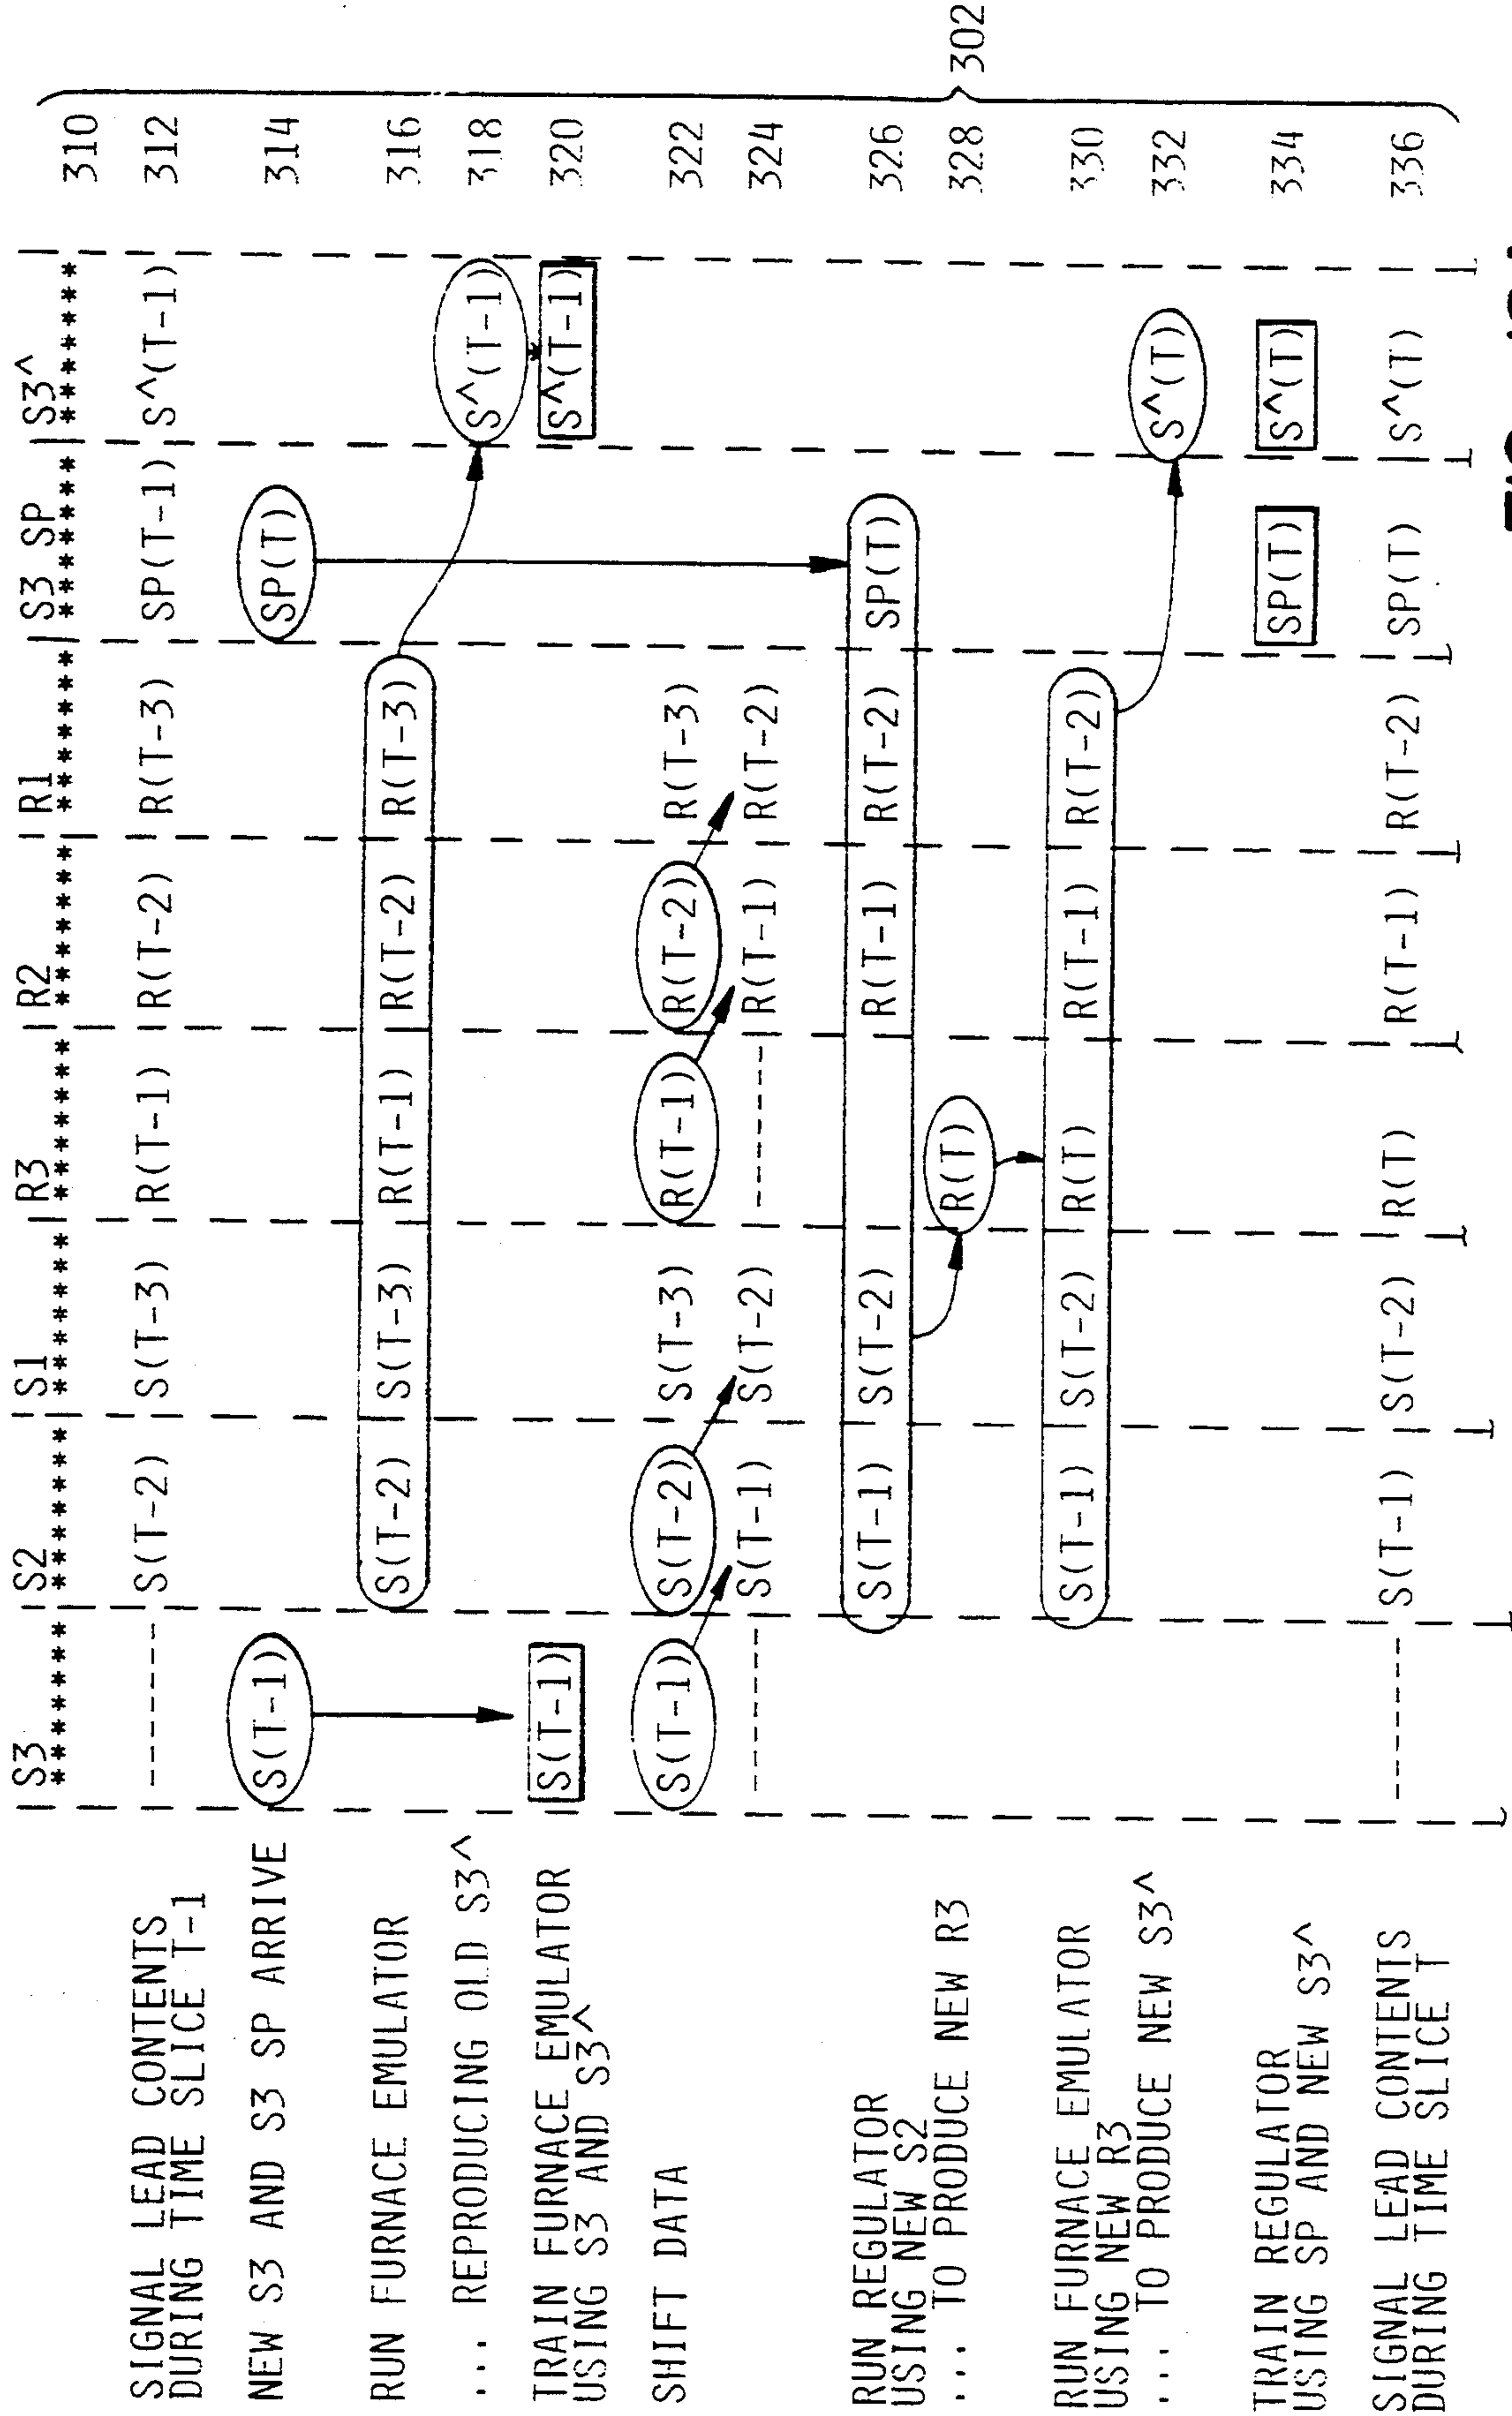 S3 S2 S1 R3 R2 R1 S3 SP S3^
******* ******* ******* ******* ******* ******* ******* ******* 310
SIGNAL LEAD CONTENTS
DURING TIME SLICE T-1
------ S(T-2) S(T-3) R(T-1) R(T-2) R(T-3) SP(T-1) S^(T-1) 312
NEW S3 AND S3 SP ARRIVE S(T-1) SP(T) 314
RUN FURNACE EMULATOR S(T-2) S(T-3) R(T-1) R(T-2) R(T-3) 316
... REPRODUCING OLD S3^ S^(T-1) 318
TRAIN FURNACE EMULATOR
USING S3 AND S3^
S(T-1) S^(T-1) 320
SHIFT DATA S(T-1) S(T-2) S(T-3) R(T-1) R(T-2) R(T-3) 322
------ S(T-1) S(T-2) ------ R(T-1) R(T-2) 324
RUN REGULATOR
USING NEW S2
S(T-1) S(T-2) R(T-1) R(T-2) SP(T) 326
... TO PRODUCE NEW R3 R(T) 328
RUN FURNACE EMULATOR
USING NEW R3
S(T-1) S(T-2) R(T) R(T-1) R(T-2) 330
... TO PRODUCE NEW S3^ S^(T) 332
TRAIN REGULATOR
USING SP AND NEW S3^
SP(T) S^(T) 334
SIGNAL LEAD CONTENTS
DURING TIME SLICE T
------ S(T-1) S(T-2) R(T) R(T-1) R(T-2) SP(T) S^(T) 336
302